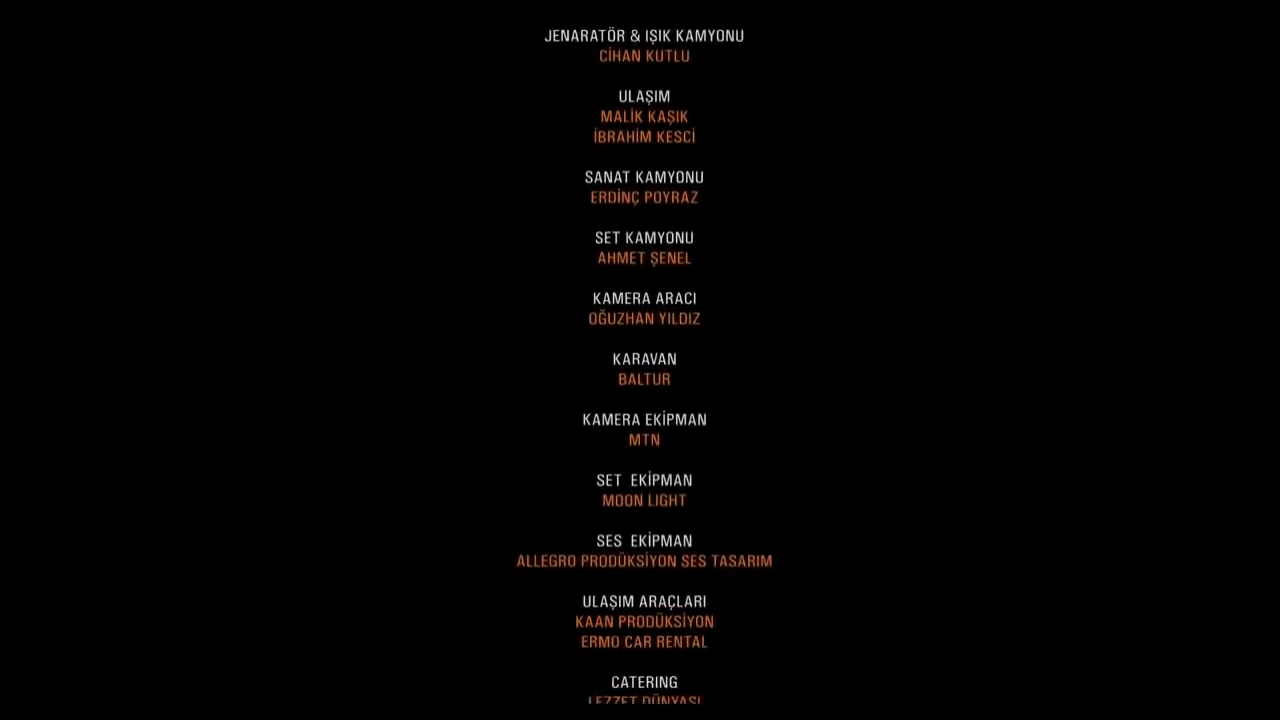 JENARATÖR & IŞIK KAMYONU
CİHAN KUTLU
ULAŞIM
MALİK KAŞIK
İBRAHİM KESCİ
SANAT KAMYONU
ERDİNÇ POYRAZ
SET KAMYONU
AHMET ŞENEL
KAMERA ARACI
OĞUZHAN YILDIZ
KARAVAN
BALTUR
KAMERA EKİPMAN
MTN
SET EKİPMAN
MOON LIGHT
SES EKİPMAN
ALLEGRO PRODÜKSİYON SES TASARIM
ULAŞIM ARAÇLARI
KAAN PRODÜKSİYON
ERMO CAR RENTAL
CATERING
LEZZET DÜNYASI